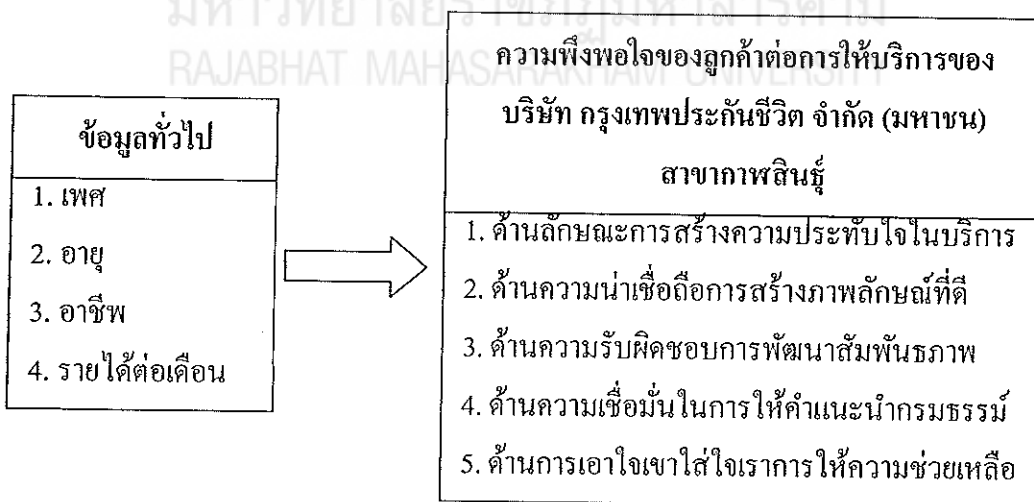 มหาวิทยาลัยราชภัฏมหาสารคาม
RAJABHAT MAHASARAKHAM UNIVERSITY
ข้อมูลทั่วไป
1. เพศ
2. อายุ
3. อาชีพ
4. รายได้ต่อเดือน
ความพึงพอใจของลูกค้าต่อการให้บริการของ
บริษัท กรุงเทพประกันชีวิต จำกัด (มหาชน)
สาขากาฬสินธุ์
1. ด้านลักษณะการสร้างความประทับใจในบริการ
2. ด้านความน่าเชื่อถือการสร้างภาพลักษณ์ที่ดี
3. ด้านความรับผิดชอบการพัฒนาสัมพันธภาพ
4. ด้านความเชื่อมั่นในการให้คำแนะนำกรมธรรม์
5. ด้านการเอาใจเขาใส่ใจเราการให้ความช่วยเหลือ